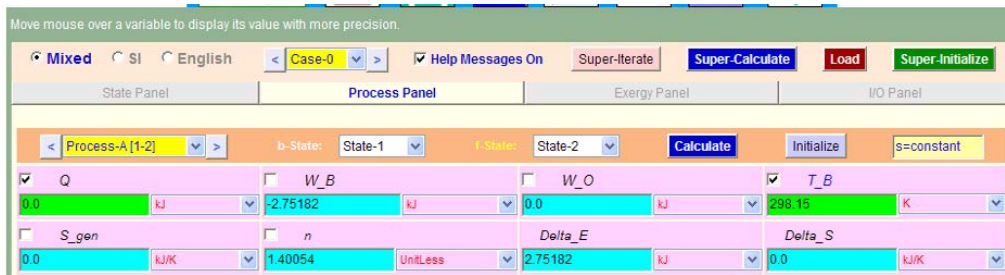 Move mouse over a variable to display its value with more precision.
Mixed SI English < Case-0 > Help Messages On Super-Iterate Super-Calculate Load Super-Initialize
State Panel Process Panel Exergy Panel I/O Panel
< Process-A [1-2] > b-State: State-1 f-State: State-2 Calculate Initialize s=constant
Q W_B W_O T_B
0.0 kJ -2.75182 kJ 0.0 kJ 298.15 K
S_gen n Delta_E Delta_S
0.0 kJ/K 1.40054 UnitLess 2.75182 kJ 0.0 kJ/K